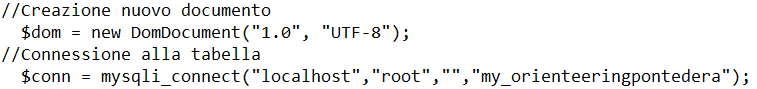 //Creazione nuovo documento
$dom = new DomDocument("1.0", "UTF-8");
//Connessione alla tabella
$conn = mysqli_connect("localhost","root","","my_orienteeringpontedera");